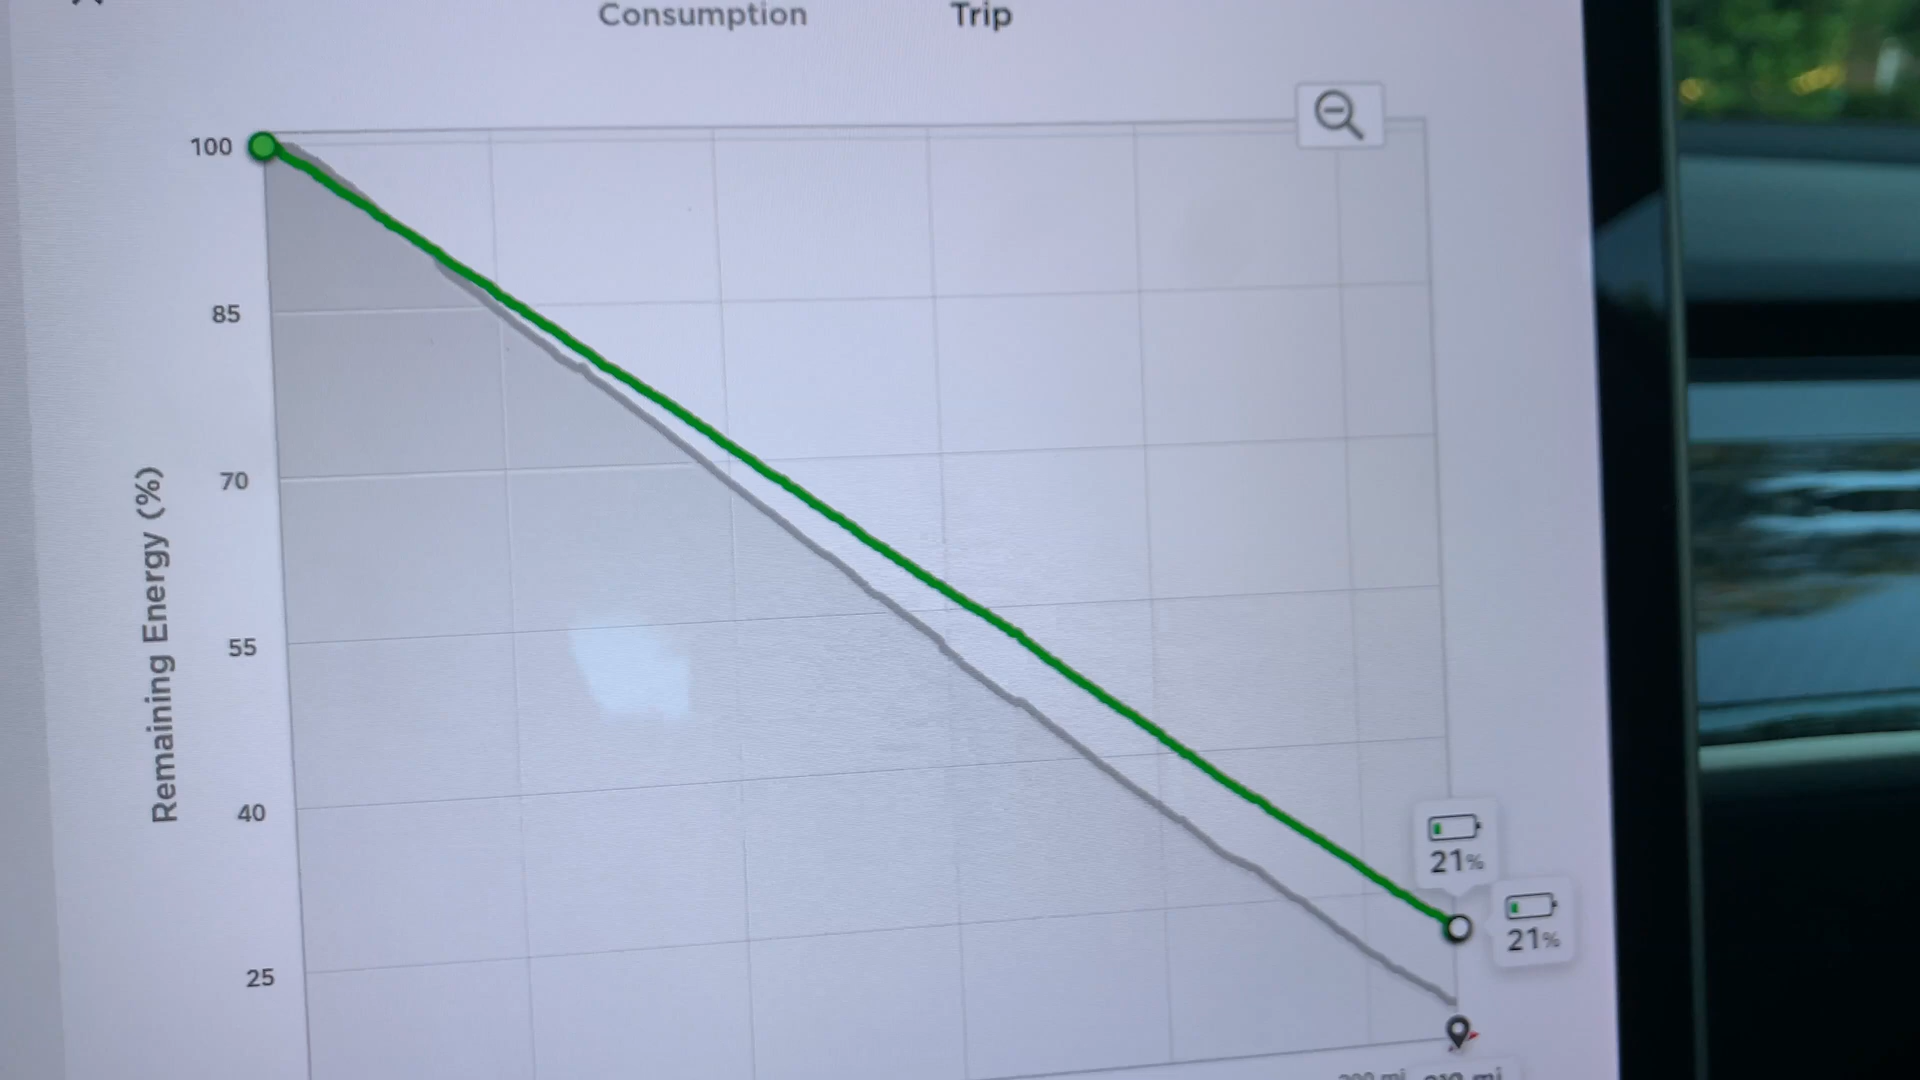 Consumption
Trip
100
85
70
55
40
25
Remaining Energy (%)
21%
21%